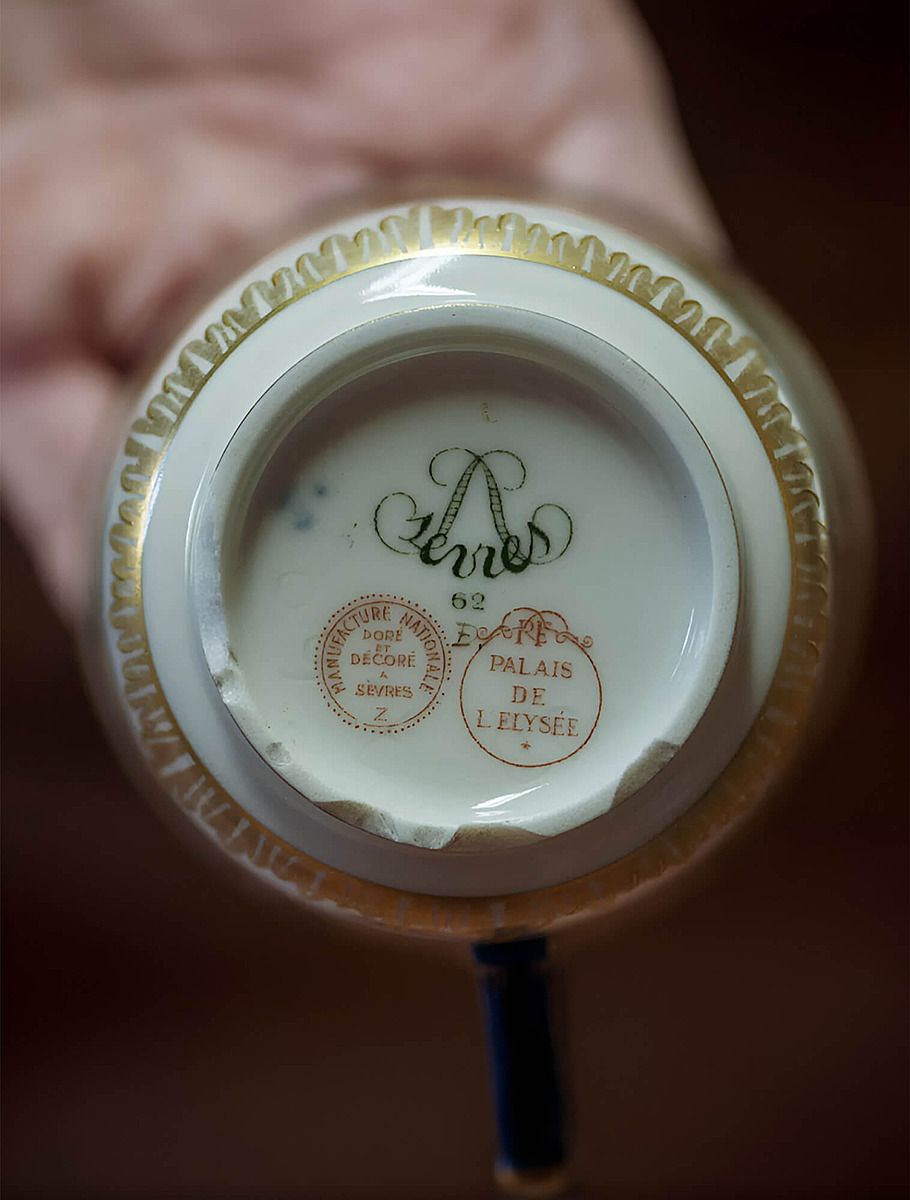 Sèvres
62
MANUFACTURE NATIONALE
DORÉ
ET
DÉCORÉ
A
SÈVRES
Z
RF
PALAIS
DE
L ELYSÉE